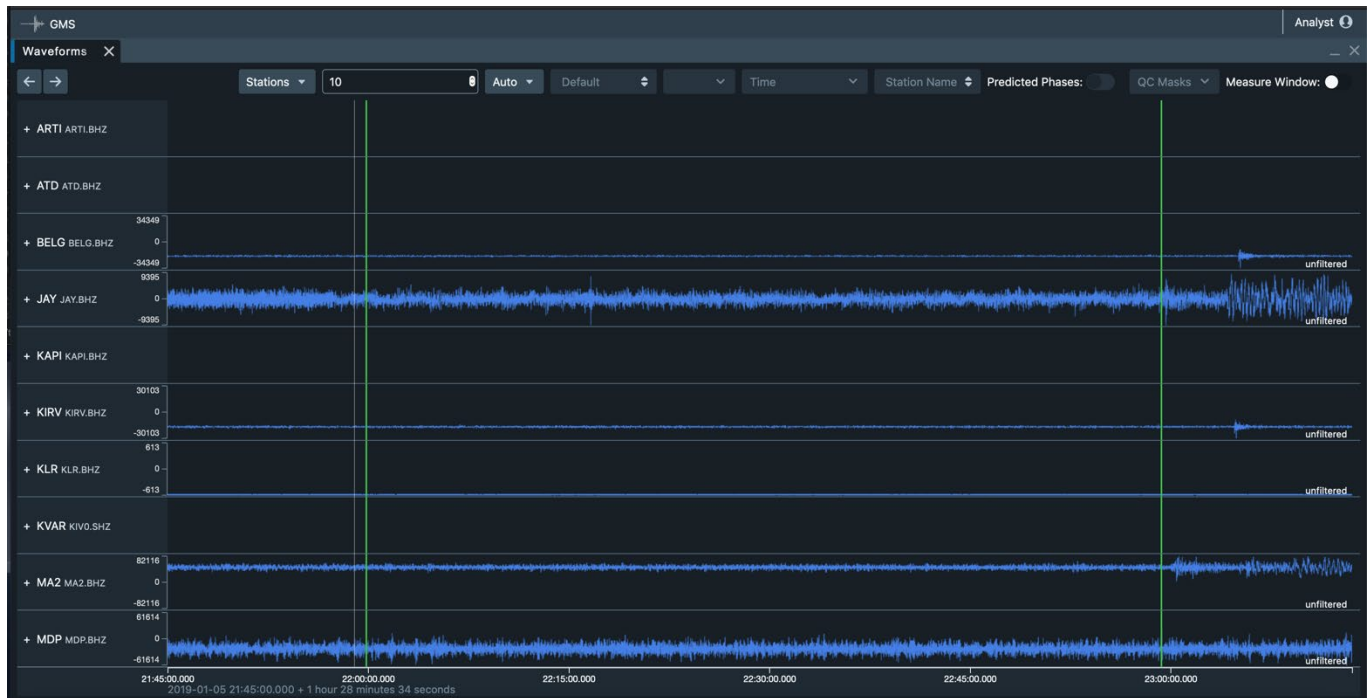 GMS
Analyst
Waveforms
Stations 10 Auto Default Time Station Name Predicted Phases: QC Masks Measure Window:
+ ARTI ARTI.BHZ
+ ATD ATD.BHZ
34349
+ BELG BELG.BHZ 0
-34349 unfiltered
9395
+ JAY JAY.BHZ 0
-9395 unfiltered
+ KAPI KAPI.BHZ
30103
+ KIRV KIRV.BHZ 0
-30103 unfiltered
613
+ KLR KLR.BHZ 0
-613 unfiltered
+ KVAR KIV0.SHZ
82116
+ MA2 MA2.BHZ 0
-82116 unfiltered
61614
+ MDP MDP.BHZ 0
-61614 unfiltered
21:45:00.000 22:00:00.000 22:15:00.000 22:30:00.000 22:45:00.000 23:00:00.000
2019-01-05 21:45:00.000 + 1 hour 28 minutes 34 seconds